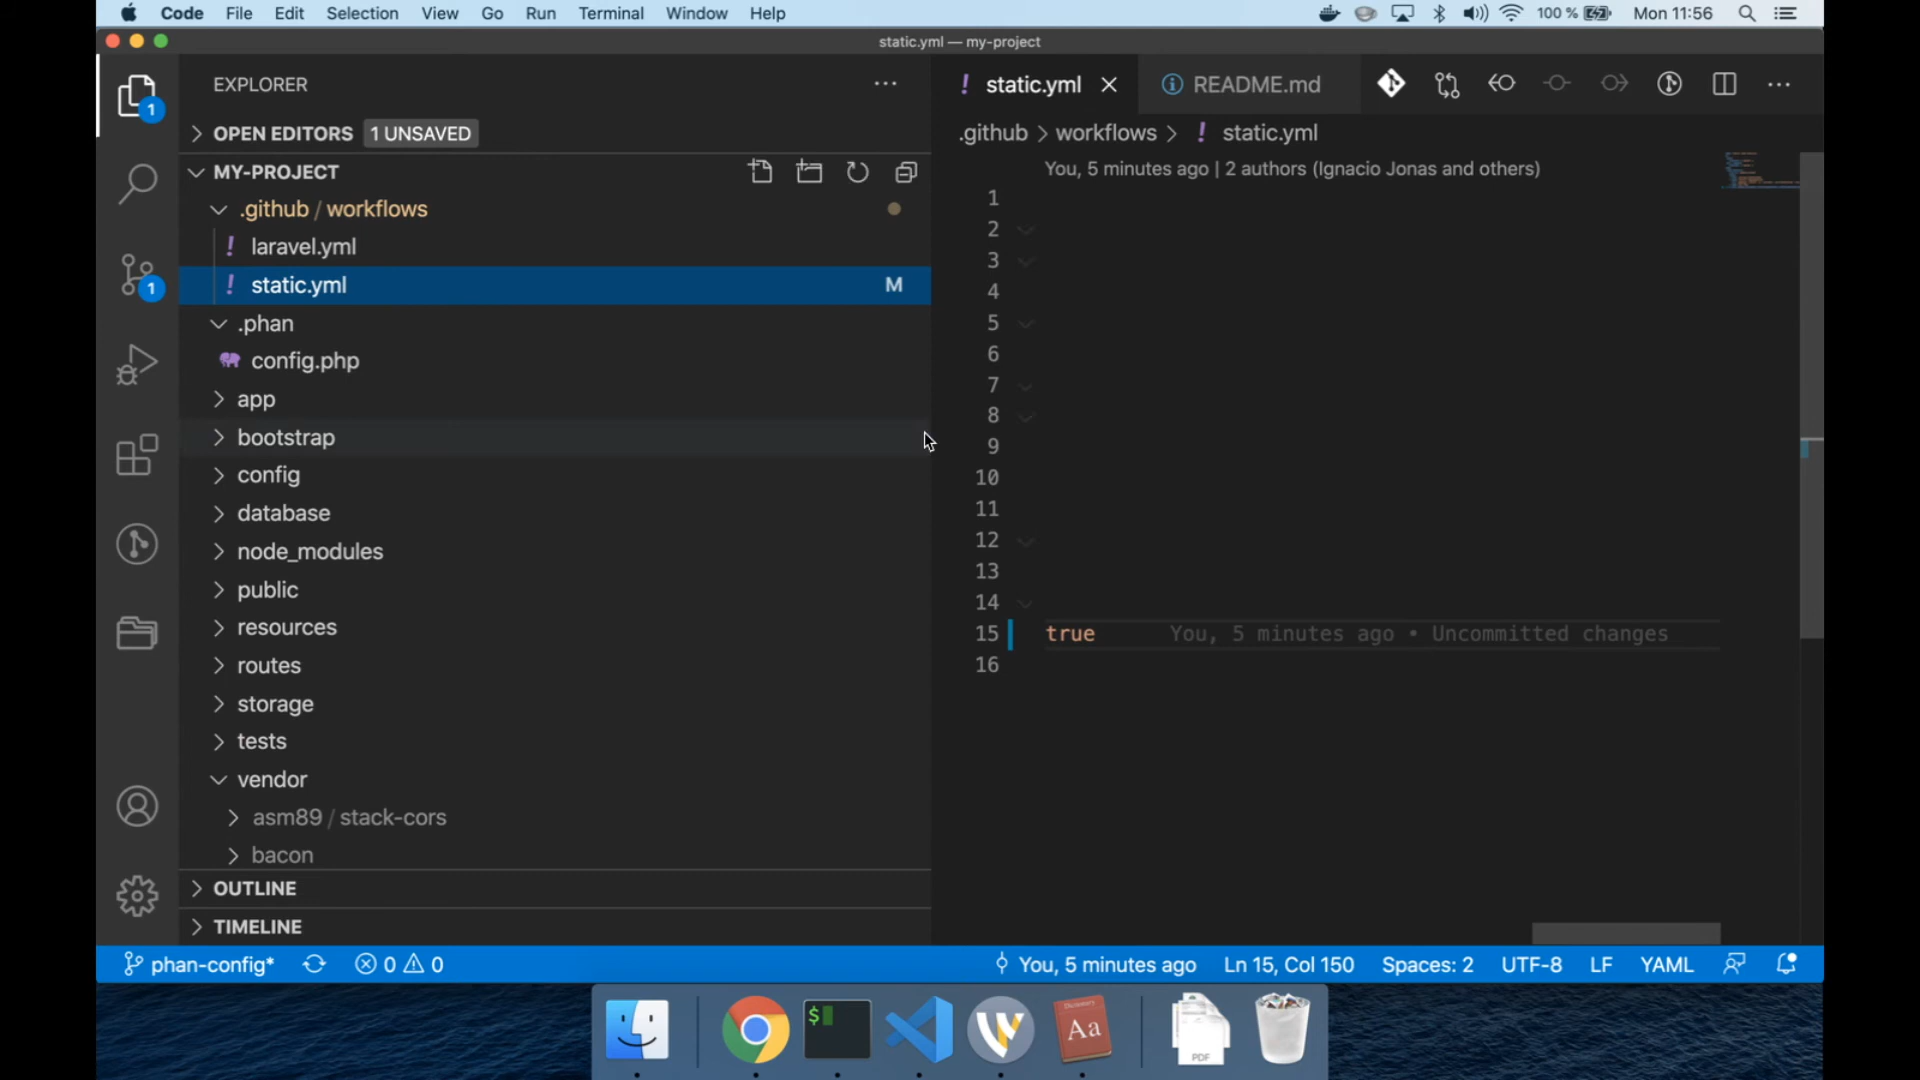 Code File Edit Selection View Go Run Terminal Window Help 100 % Mon 11:56
static.yml — my-project
EXPLORER
static.yml
README.md
1
OPEN EDITORS 1 UNSAVED
.github > workflows > ! static.yml
MY-PROJECT
You, 5 minutes ago | 2 authors (Ignacio Jonas and others)
.github / workflows
! laravel.yml
! static.yml M
1
.phan
config.php
app
bootstrap
config
database
node_modules
public
resources
routes
storage
tests
vendor
asm89 / stack-cors
bacon
OUTLINE
TIMELINE
1
2
3
4
5
6
7
8
9
10
11
12
13
14
15 true You, 5 minutes ago • Uncommitted changes
16
phan-config* 0 0 You, 5 minutes ago Ln 15, Col 150 Spaces: 2 UTF-8 LF YAML
$
Dictionary
Aa
PDF